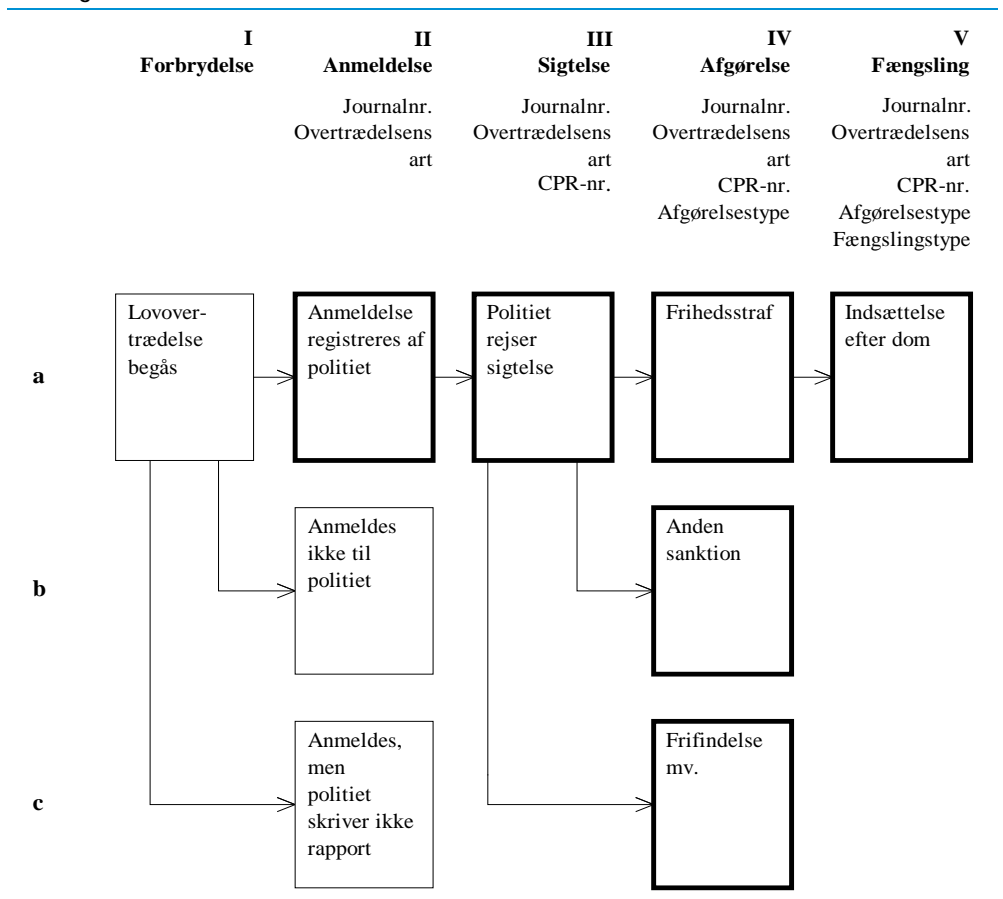 I
Forbrydelse
II
Anmeldelse
Journalnr.
Overtrædelsens
art
III
Sigtelse
Journalnr.
Overtrædelsens
art
CPR-nr.
IV
Afgørelse
Journalnr.
Overtrædelsens
art
CPR-nr.
Afgørelsestype
V
Fængsling
Journalnr.
Overtrædelsens
art
CPR-nr.
Afgørelsestype
Fængslingstype
a
Lovover-
trædelse
begås
Anmeldelse
registreres af
politiet
Politiet
rejser
sigtelse
Frihedsstraf
Indsættelse
efter dom
b
Anmeldes
ikke til
politiet
Anden
sanktion
c
Anmeldes,
men
politiet
skriver ikke
rapport
Frifindelse
mv.